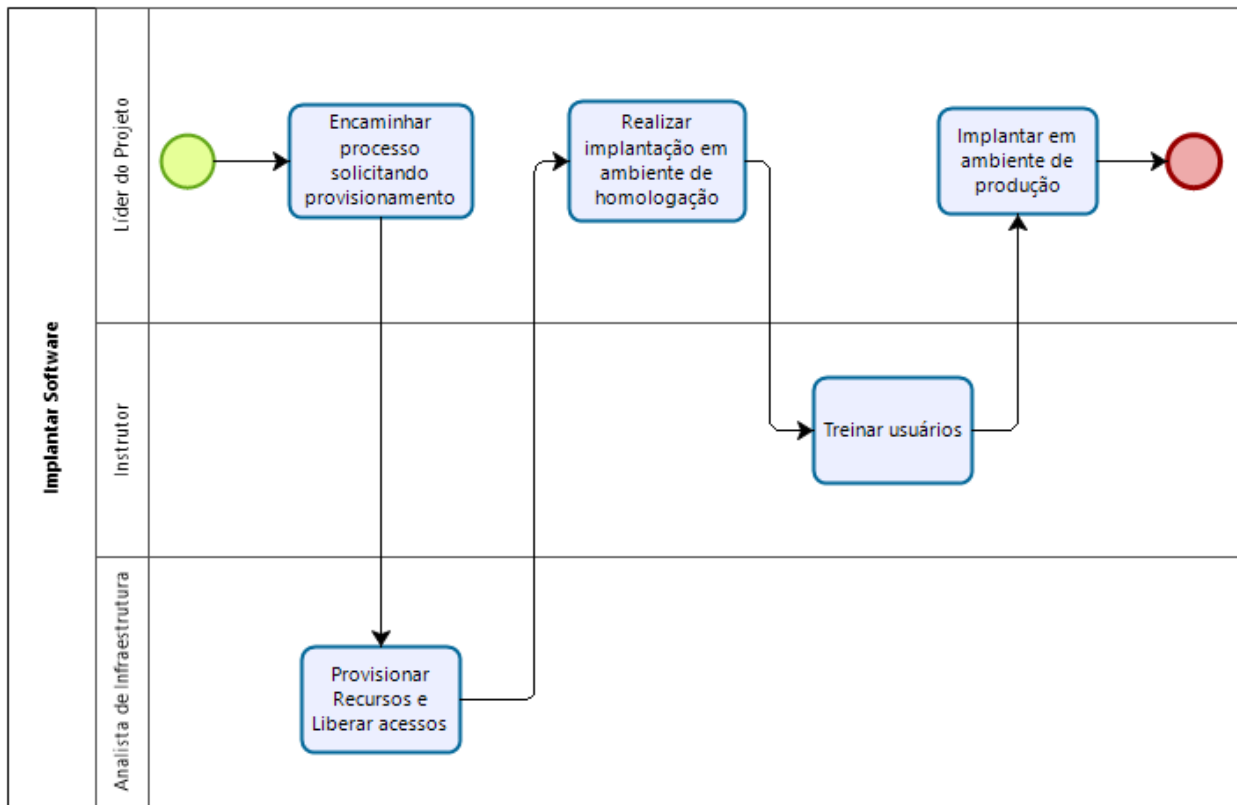 Implantar Software
Líder do Projeto
Encaminhar
processo
solicitando
provisionamento
Realizar
implantação em
ambiente de
homologação
Implantar em
ambiente de
produção
Instrutor
Treinar usuários
Analista de Infraestrutura
Provisionar
Recursos e
Liberar acessos